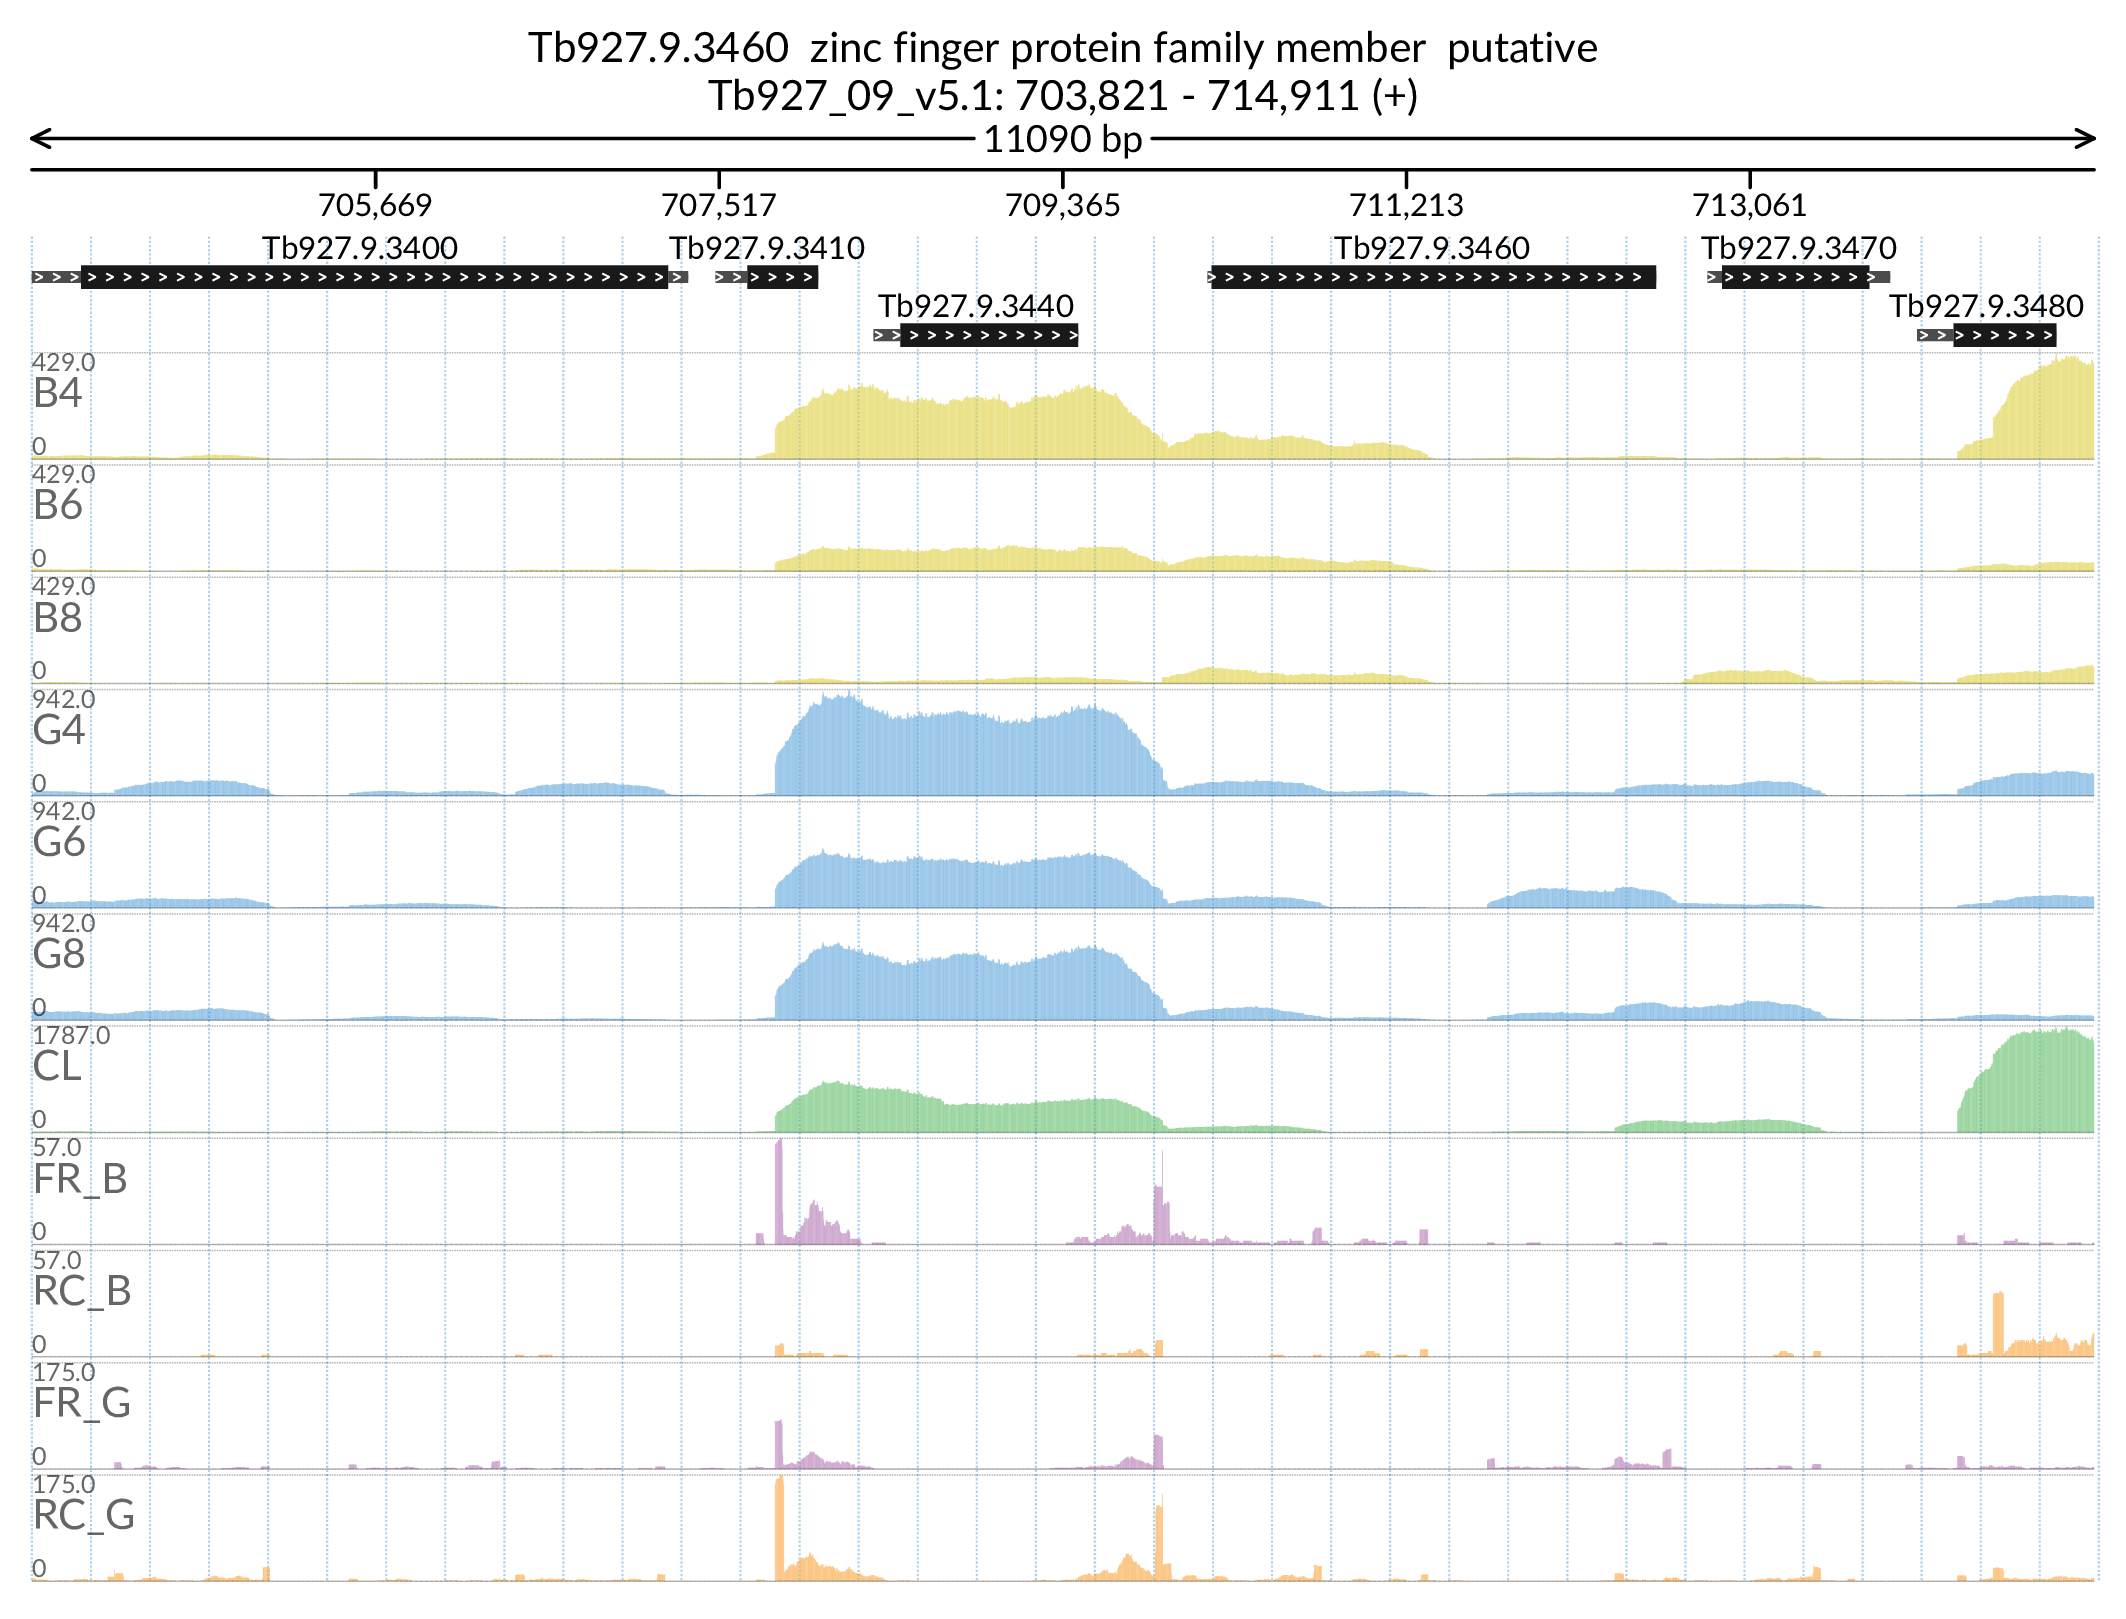 Tb927.9.3460  zinc finger protein family member  putative
Tb927_09_v5.1: 703,821 - 714,911 (+)
11090 bp
705,669 707,517 709,365 711,213 713,061
Tb927.9.3400 Tb927.9.3410 Tb927.9.3460 Tb927.9.3470
Tb927.9.3440 Tb927.9.3480
429.0
B4
0
429.0
B6
0
429.0
B8
0
942.0
G4
0
942.0
G6
0
942.0
G8
0
1787.0
CL
0
57.0
FR_B
0
57.0
RC_B
0
175.0
FR_G
0
175.0
RC_G
0